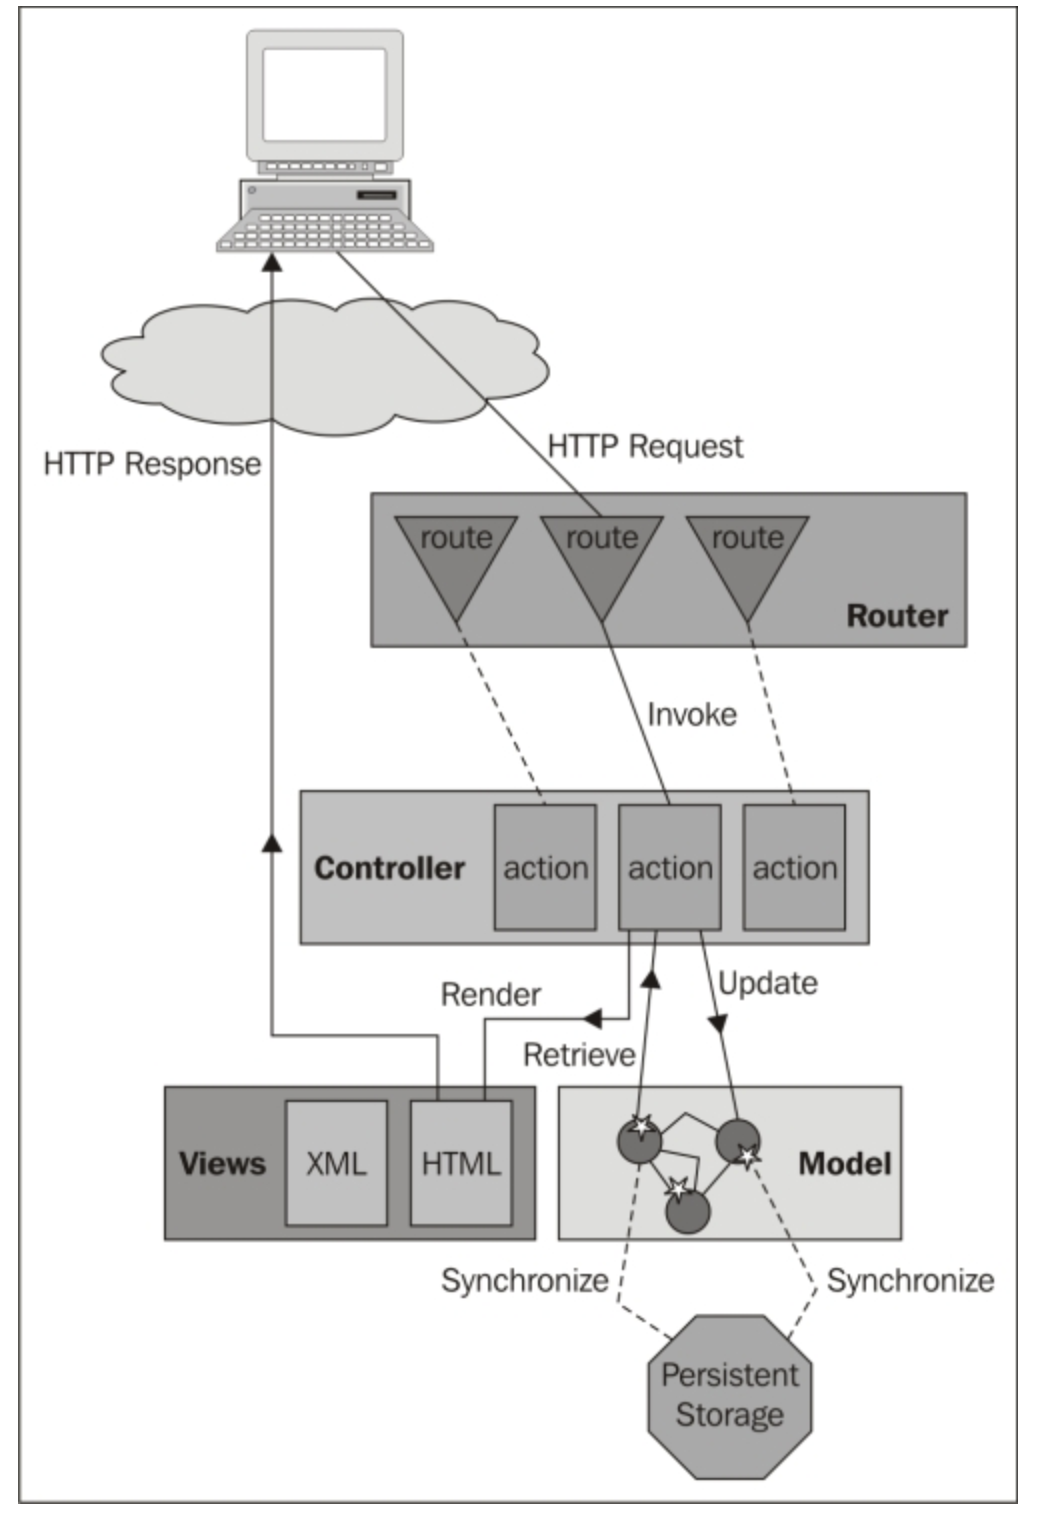 HTTP Response
HTTP Request
route
route
route
Router
Invoke
Controller
action
action
action
Render
Update
Retrieve
Views
XML
HTML
Model
Synchronize
Synchronize
Persistent
Storage